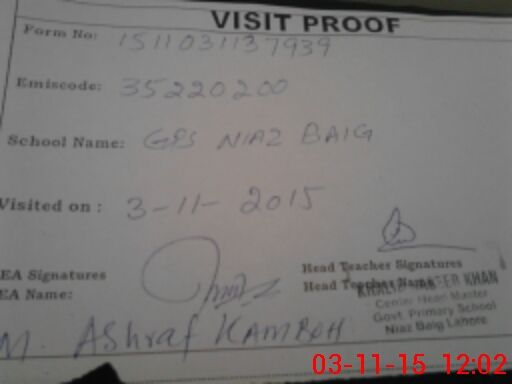 VISIT PROOF
Form No: 1511031137939
Emiscode: 35220200
School Name: GPS NIAZ BAIG
Visited on : 3-11-2015
EA Signatures
EA Name:
M. Ashraf KAMBOH
Head Teacher Signatures
Head Teacher Name
KHAN
Center Head Master
Govt. Primary School
Niaz Baig Lahore
03-11-15 12:02